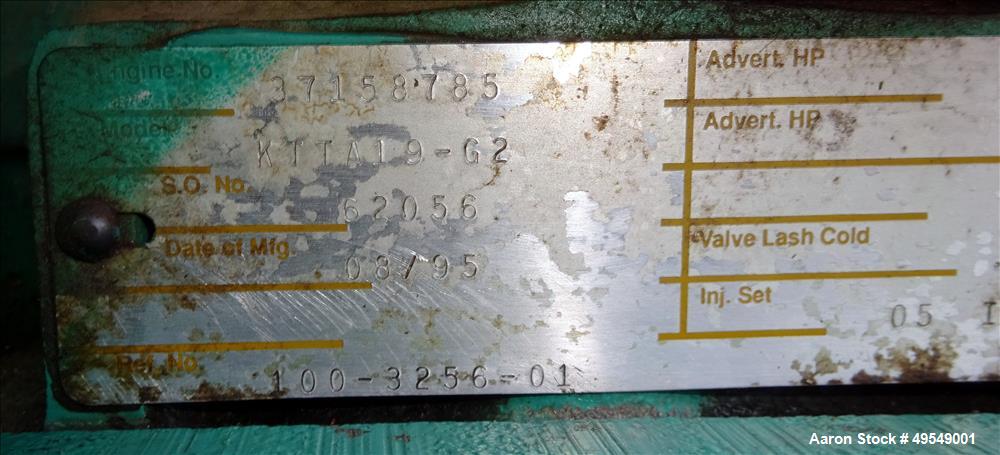 Engine No. 37158785
Model KTTA19-G2
S.O. No. 62056
Date of Mfg. 08/95
Ref. No. 100-3256-01
Advert. HP
Advert. HP
Valve Lash Cold
Inj. Set 05 I
Aaron Stock # 49549001